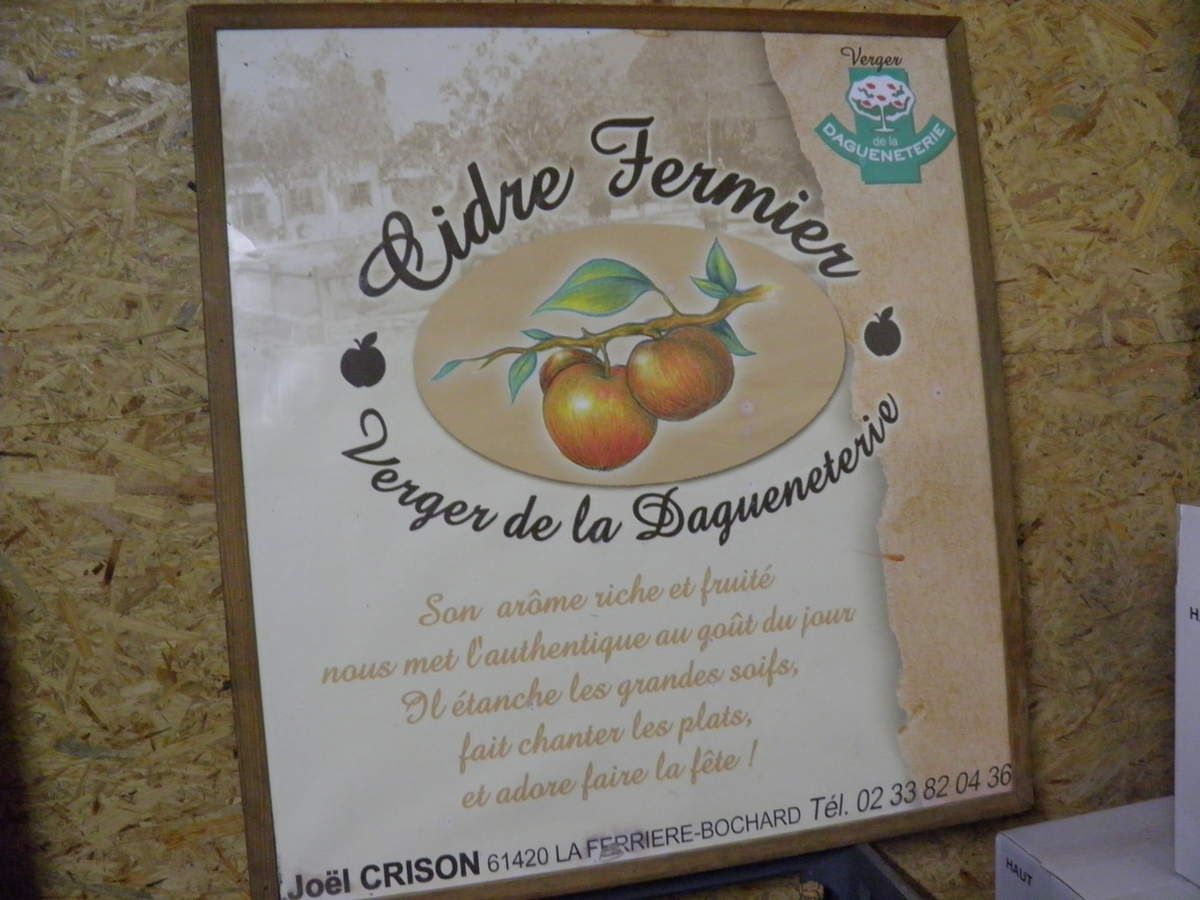 Verger
de la
DAGUENETERIE
Cidre Fermier
Verger de la Dagueneterie
Son arôme riche et fruité
nous met l'authentique au goût du jour
Il étanche les grandes soifs,
fait chanter les plats,
et adore faire la fête !
Joël CRISON 61420 LA FERRIERE-BOCHARD Tél. 02 33 82 04 36
HAUT